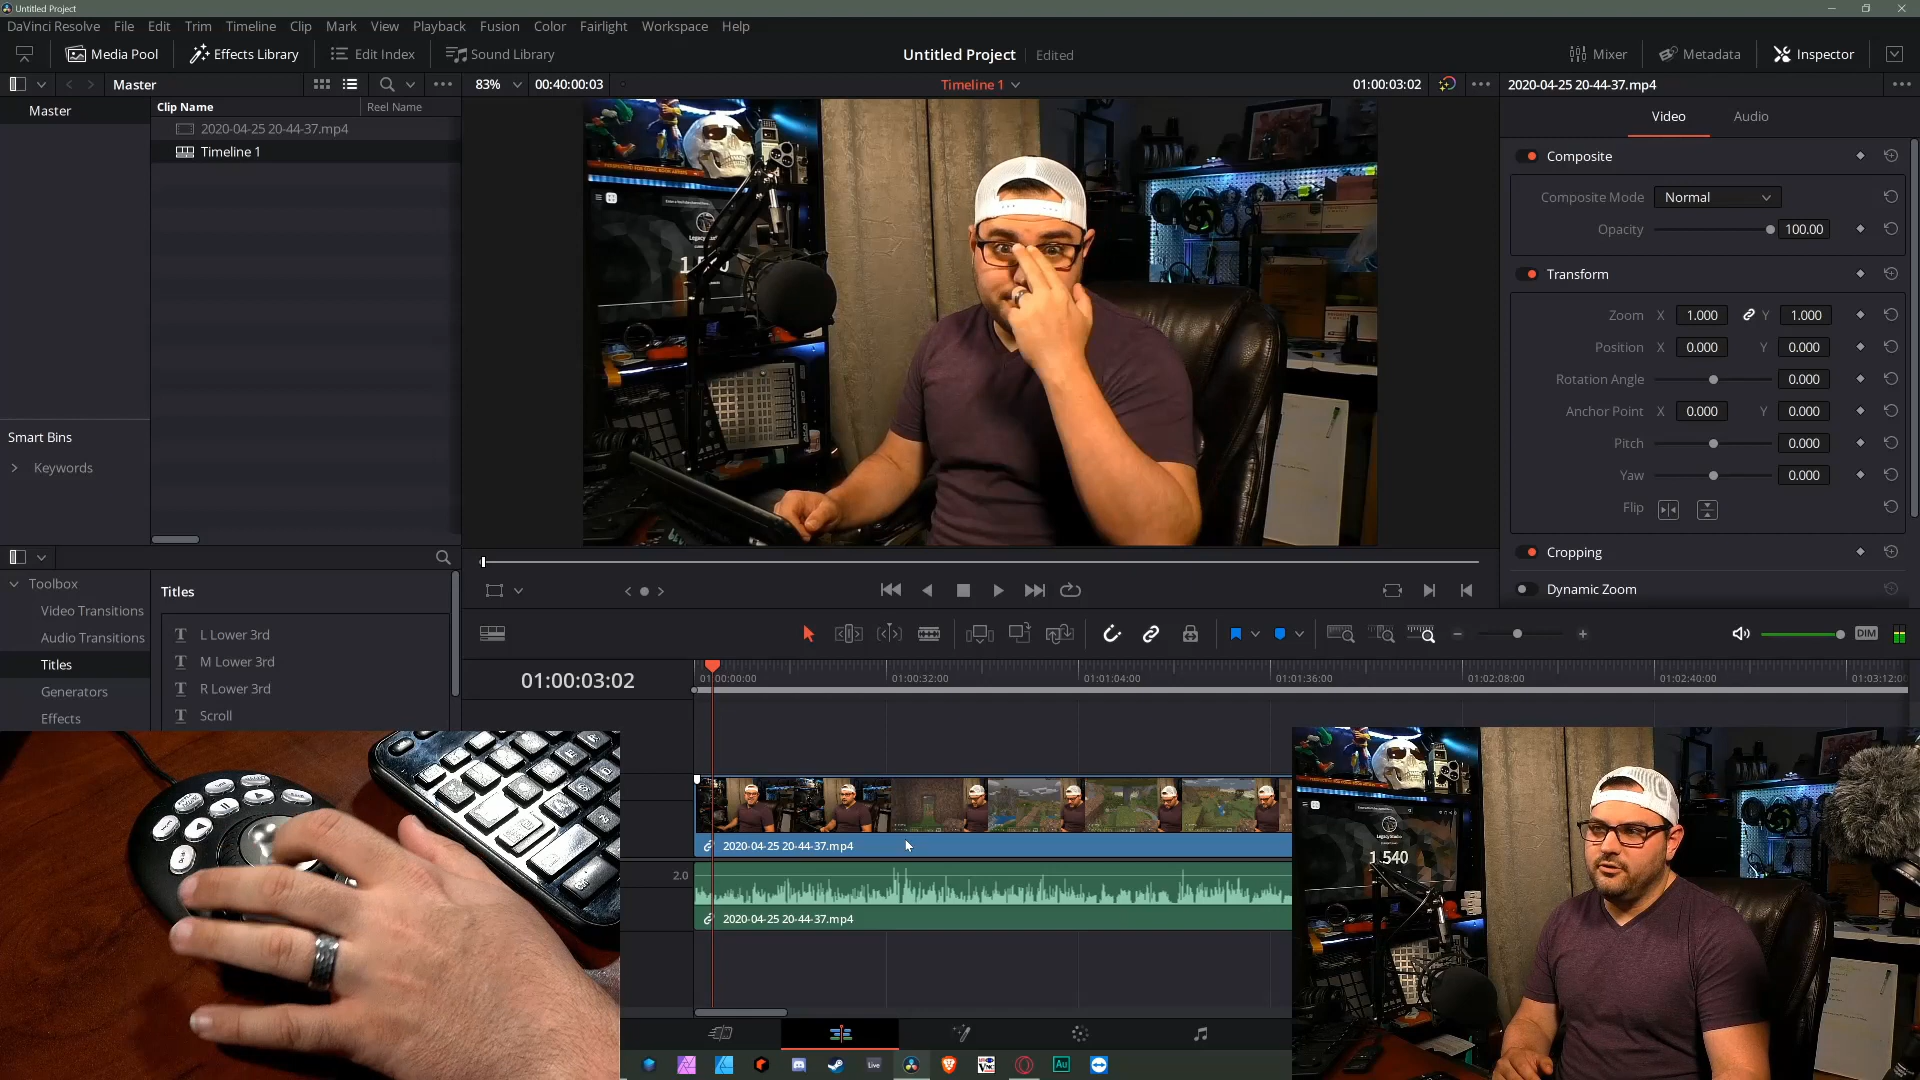 Untitled Project
DaVinci Resolve File Edit Trim Timeline Clip Mark View Playback Fusion Color Fairlight Workspace Help
Media Pool Effects Library Edit Index Sound Library Untitled Project Edited Mixer Metadata Inspector
Master 83% 00:40:00:03 Timeline 1 01:00:03:02 2020-04-25 20-44-37.mp4
Master Clip Name Reel Name
2020-04-25 20-44-37.mp4
Timeline 1
Video Audio
Composite
Composite Mode Normal
Opacity 100.00
Transform
Zoom X 1.000 Y 1.000
Position X 0.000 Y 0.000
Rotation Angle 0.000
Anchor Point X 0.000 Y 0.000
Pitch 0.000
Yaw 0.000
Flip
Cropping
Dynamic Zoom
Smart Bins
Keywords
Toolbox
Video Transitions
Audio Transitions
Titles
Generators
Effects
Titles
L Lower 3rd
M Lower 3rd
R Lower 3rd
Scroll
DIM
01:00:03:02
01:00:00:00 01:00:32:00 01:01:04:00 01:01:36:00 01:02:08:00 01:02:40:00 01:03:12:00
2020-04-25 20-44-37.mp4
2.0
2020-04-25 20-44-37.mp4
1,540
Live
Au